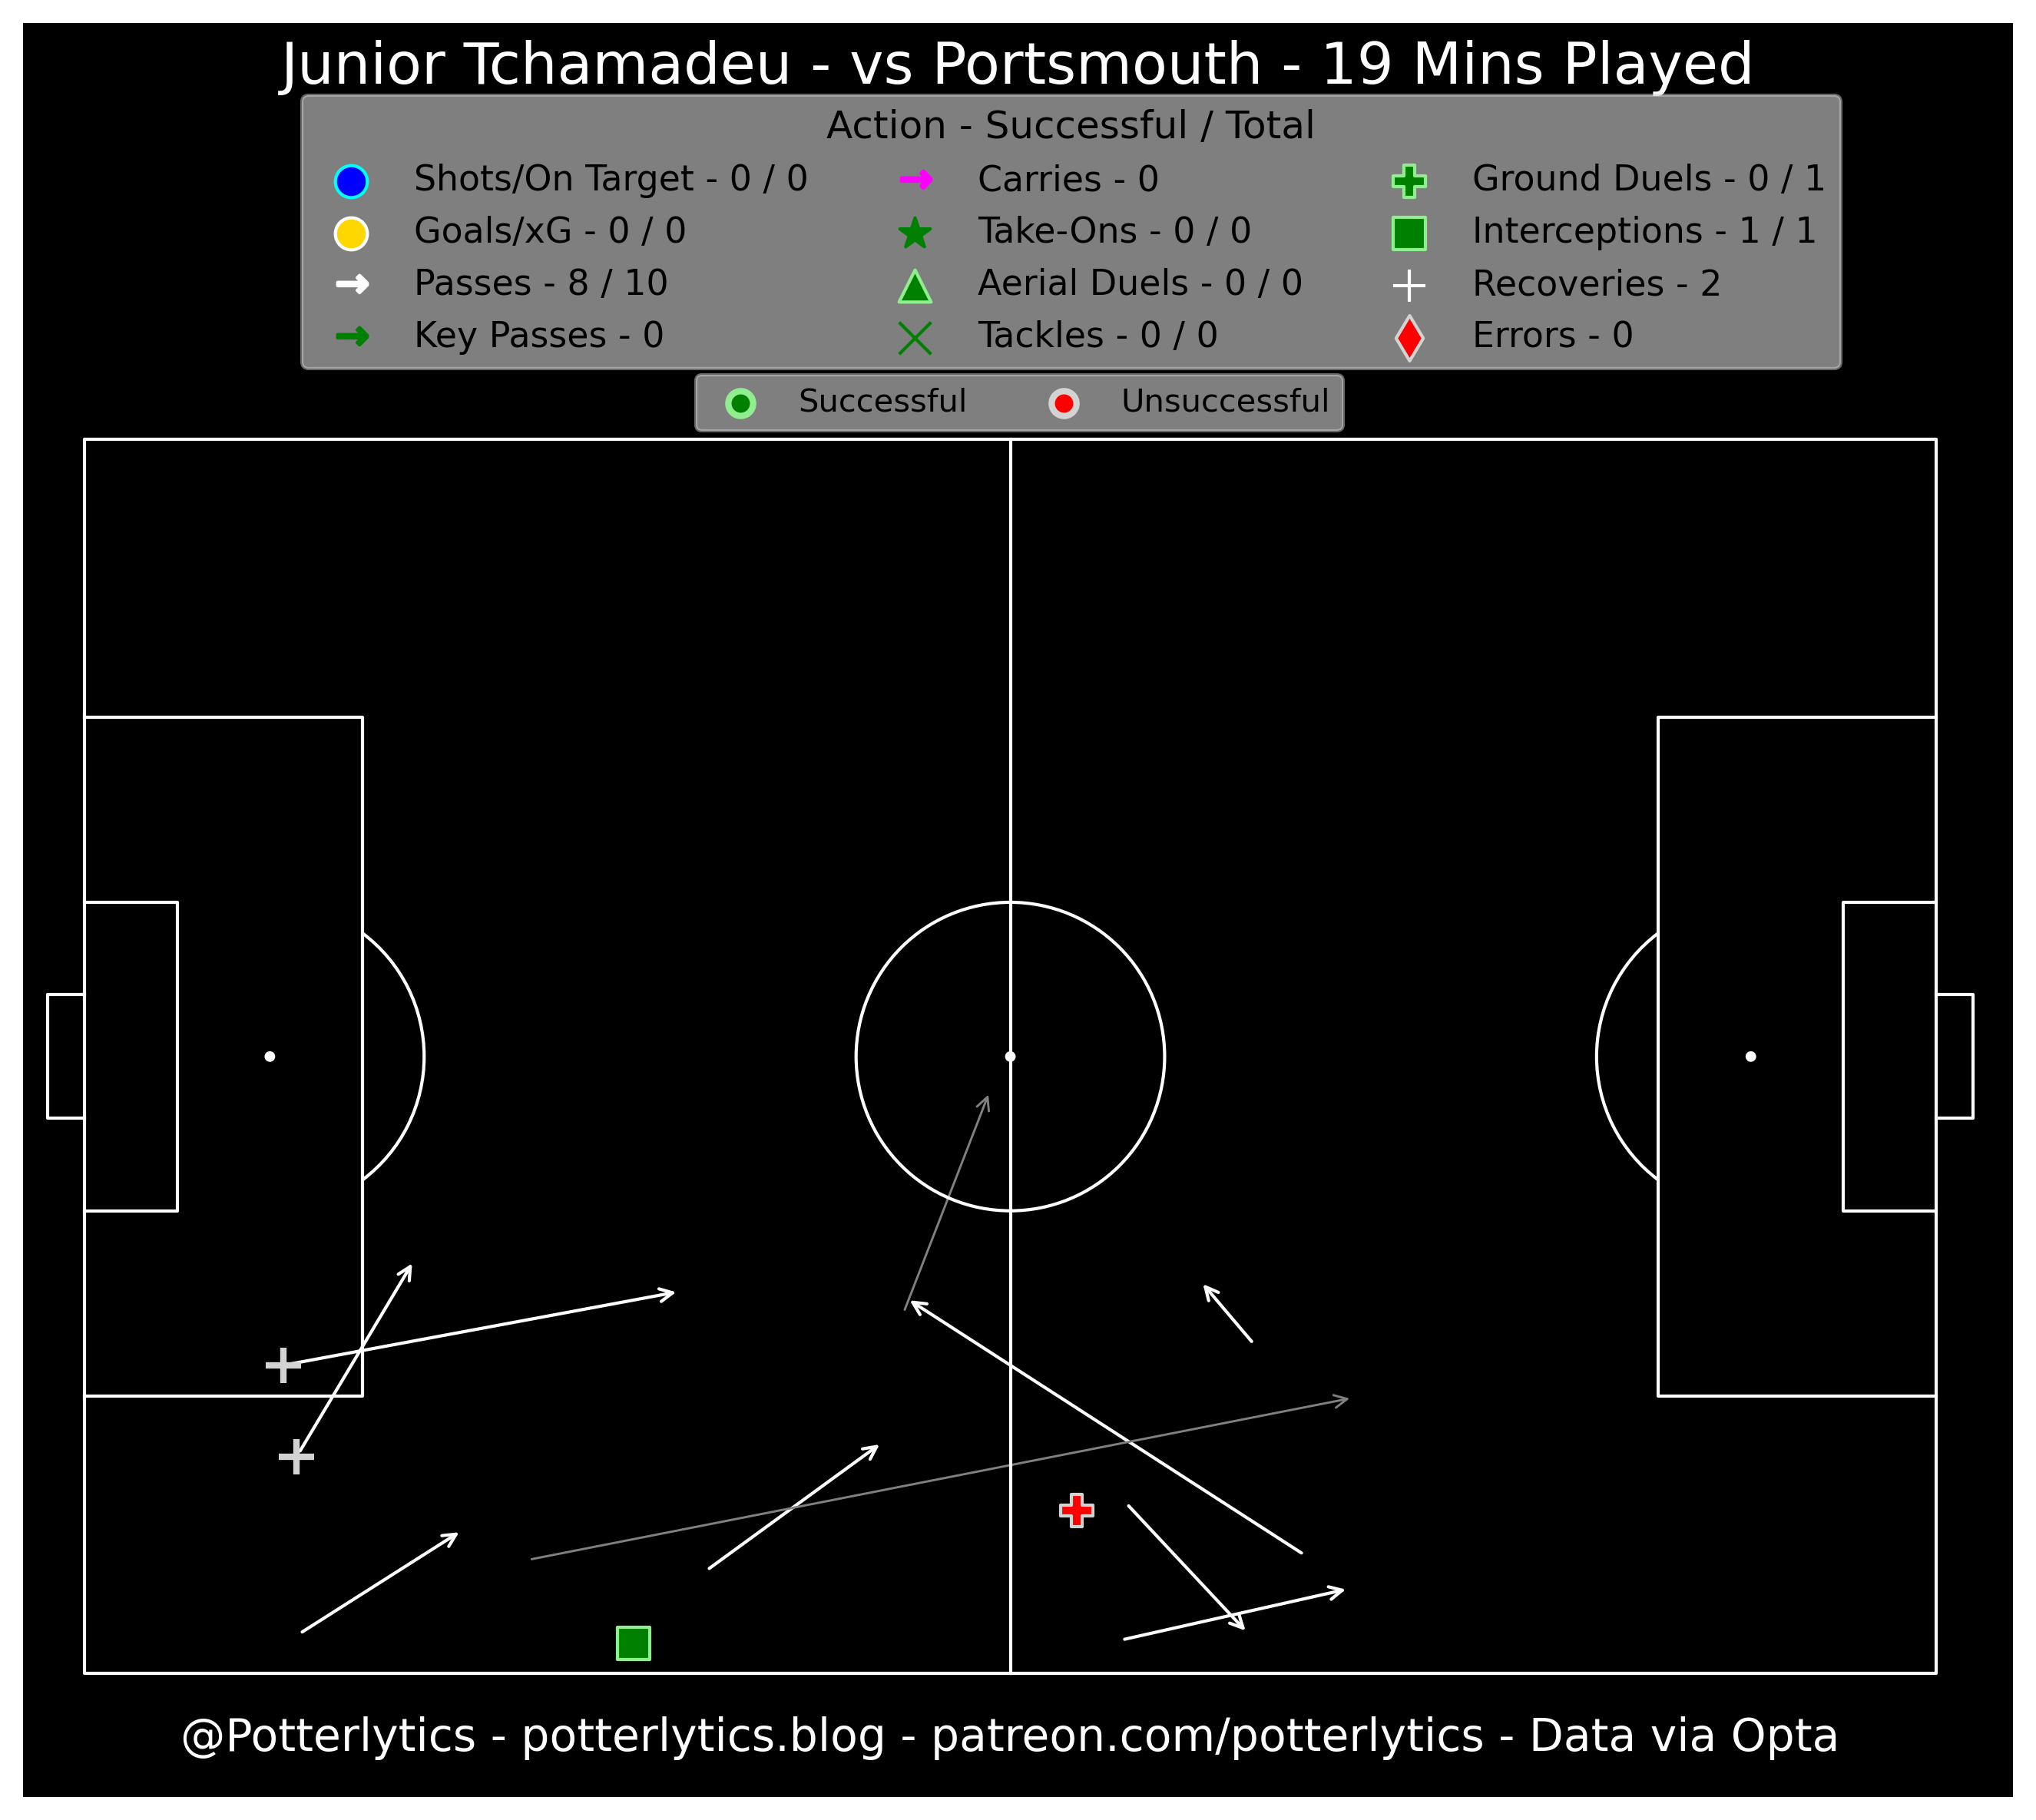 Junior Tchamadeu - vs Portsmouth - 19 Mins Played
Action - Successful / Total
Shots/On Target - 0 / 0
Goals/xG - 0 / 0
Passes - 8 / 10
Key Passes - 0
Carries - 0
Take-Ons - 0 / 0
Aerial Duels - 0 / 0
Tackles - 0 / 0
Ground Duels - 0 / 1
Interceptions - 1 / 1
Recoveries - 2
Errors - 0
Successful
Unsuccessful
@Potterlytics - potterlytics.blog - patreon.com/potterlytics - Data via Opta